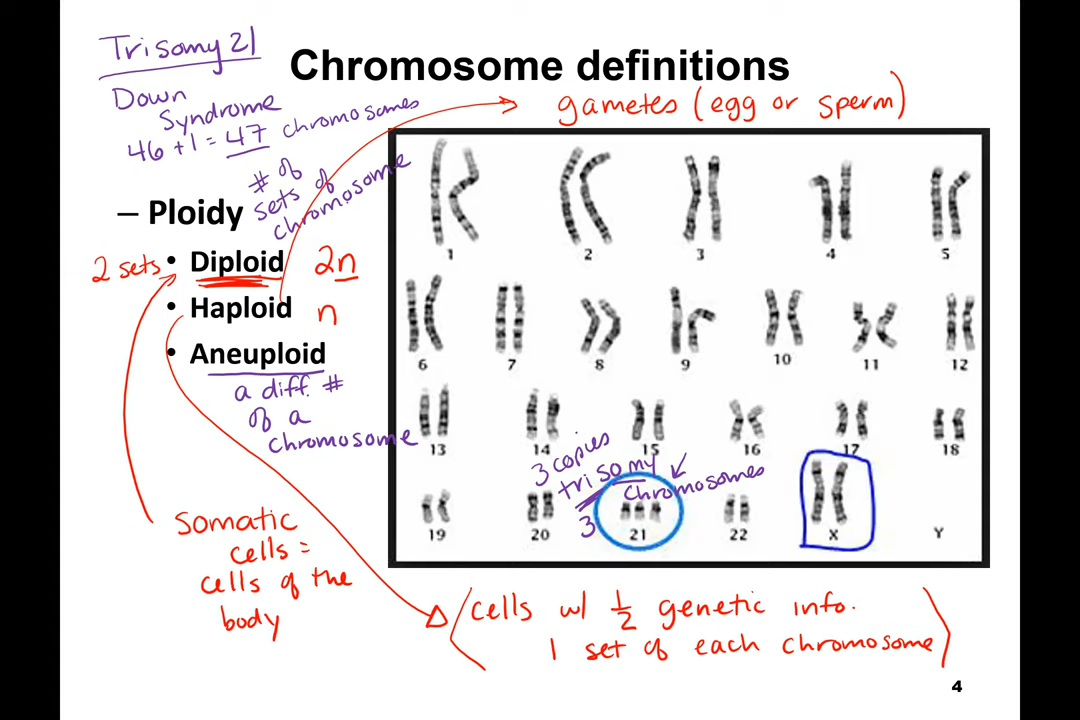 Trisomy 21
Chromosome definitions
Down
Syndrome
46 + 1 = 47 chromosomes
gametes (egg or sperm)
# of
sets of
chromosome
– Ploidy
2 sets • Diploid 2n
• Haploid n
• Aneuploid
a diff. #
of a
chromosome
1 2 3 4 5
6 7 8 9 10 11 12
13 14 15 16 17 18
3 copies
trisomy
chromosomes
3
19 20 21 22 X Y
Somatic
cells =
cells of the
body
(cells w/ 1/2 genetic info.
1 set of each chromosome)
4